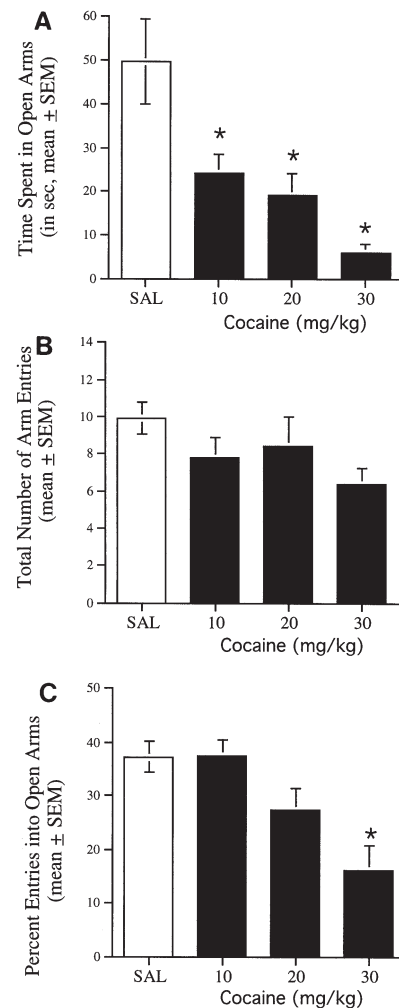 A
Time Spent in Open Arms
(in sec, mean ± SEM)
60
50
40
30
20
10
0
*
*
*
SAL
10
20
30
Cocaine (mg/kg)
B
Total Number of Arm Entries
(mean ± SEM)
14
12
10
8
6
4
2
0
SAL
10
20
30
Cocaine (mg/kg)
C
Percent Entries into Open Arms
(mean ± SEM)
50
40
30
20
10
0
*
SAL
10
20
30
Cocaine (mg/kg)